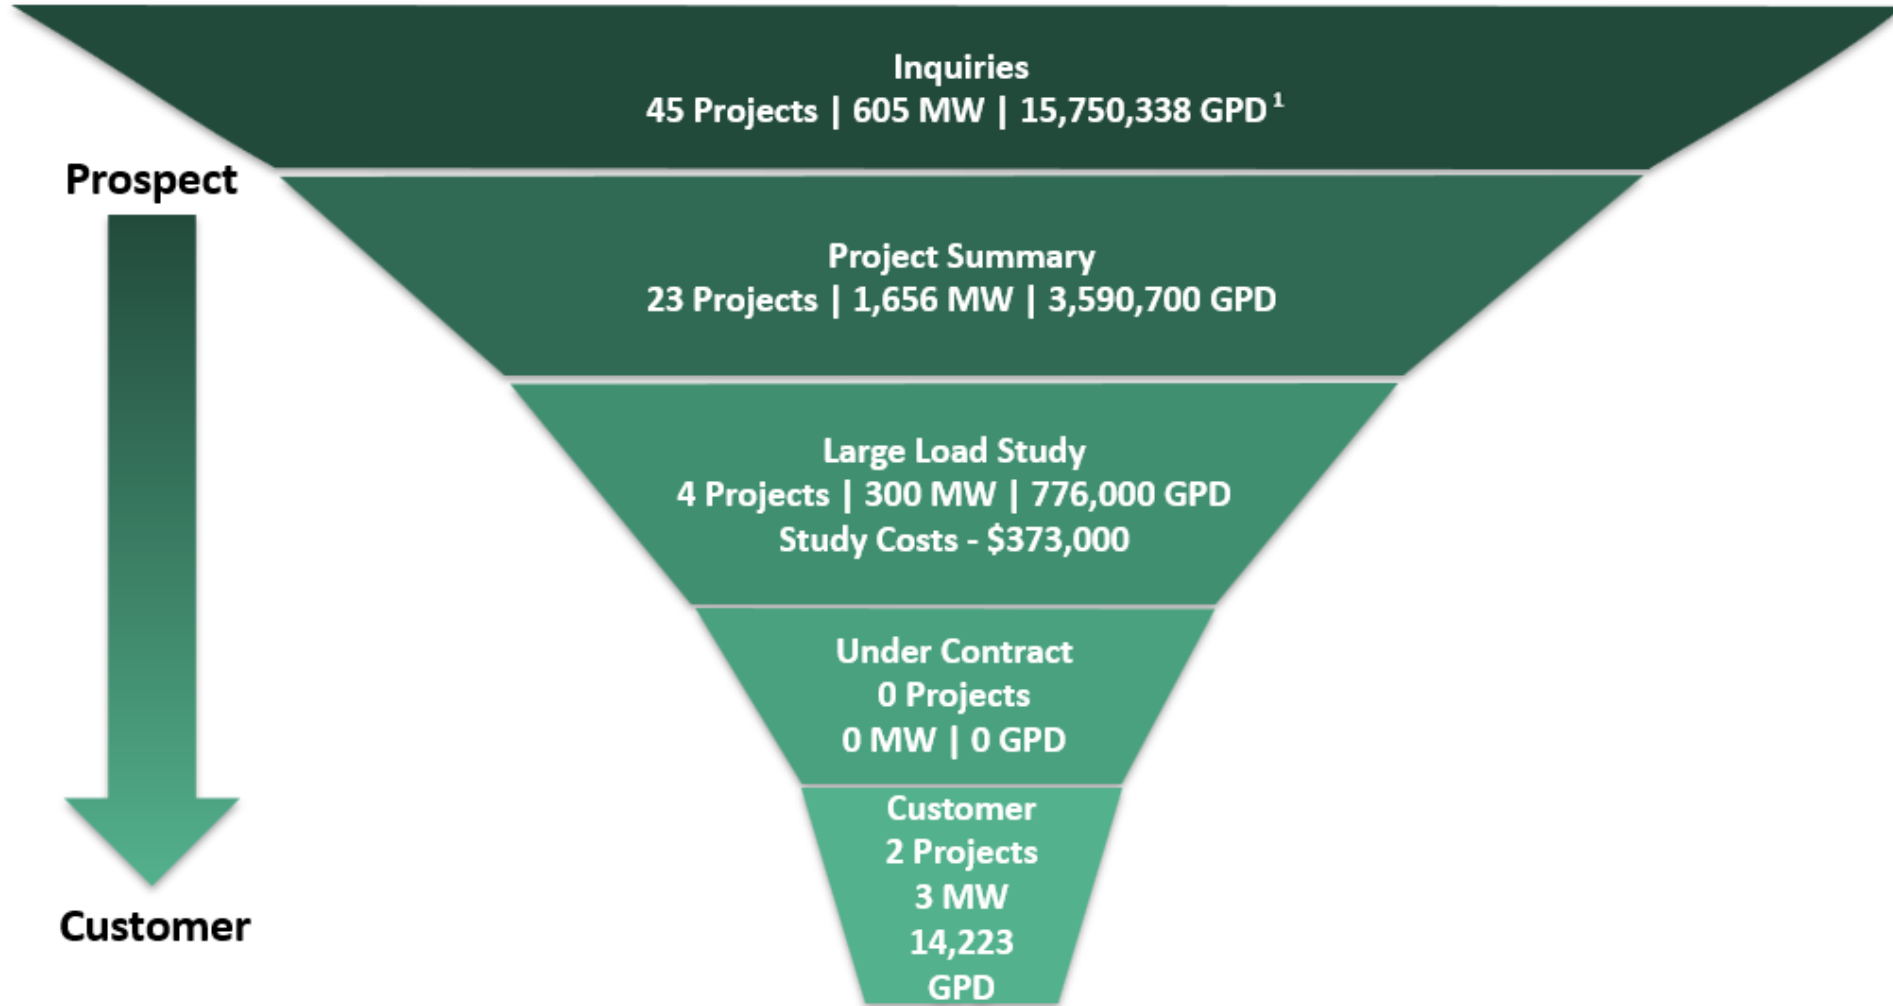 Inquiries
45 Projects | 605 MW | 15,750,338 GPD¹
Prospect
Project Summary
23 Projects | 1,656 MW | 3,590,700 GPD
Large Load Study
4 Projects | 300 MW | 776,000 GPD
Study Costs - $373,000
Under Contract
0 Projects
0 MW | 0 GPD
Customer
2 Projects
3 MW
14,223
GPD
Customer